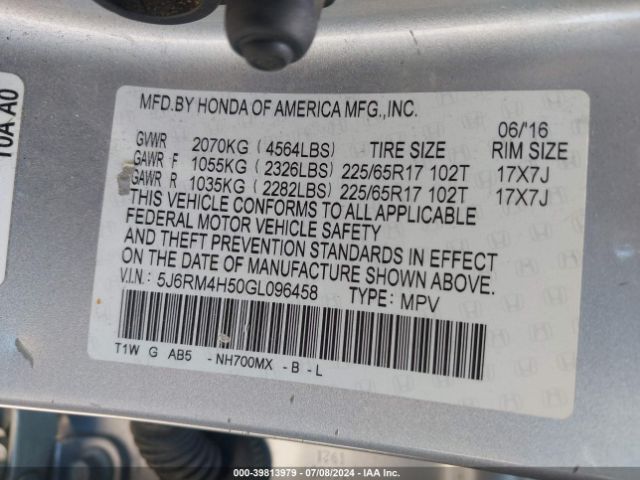 MFD.BY HONDA OF AMERICA MFG.,INC.
06/'16
GVWR 2070KG (4564LBS) TIRE SIZE RIM SIZE
GAWR F 1055KG (2326LBS) 225/65R17 102T 17X7J
GAWR R 1035KG (2282LBS) 225/65R17 102T 17X7J
THIS VEHICLE CONFORMS TO ALL APPLICABLE
FEDERAL MOTOR VEHICLE SAFETY
AND THEFT PREVENTION STANDARDS IN EFFECT
ON THE DATE OF MANUFACTURE SHOWN ABOVE.
V.I.N.: 5J6RM4H50GL096458 TYPE: MPV
T1W G AB5 -NH700MX -B -L
10A A0
000-39813979 - 07/08/2024 - IAA Inc.